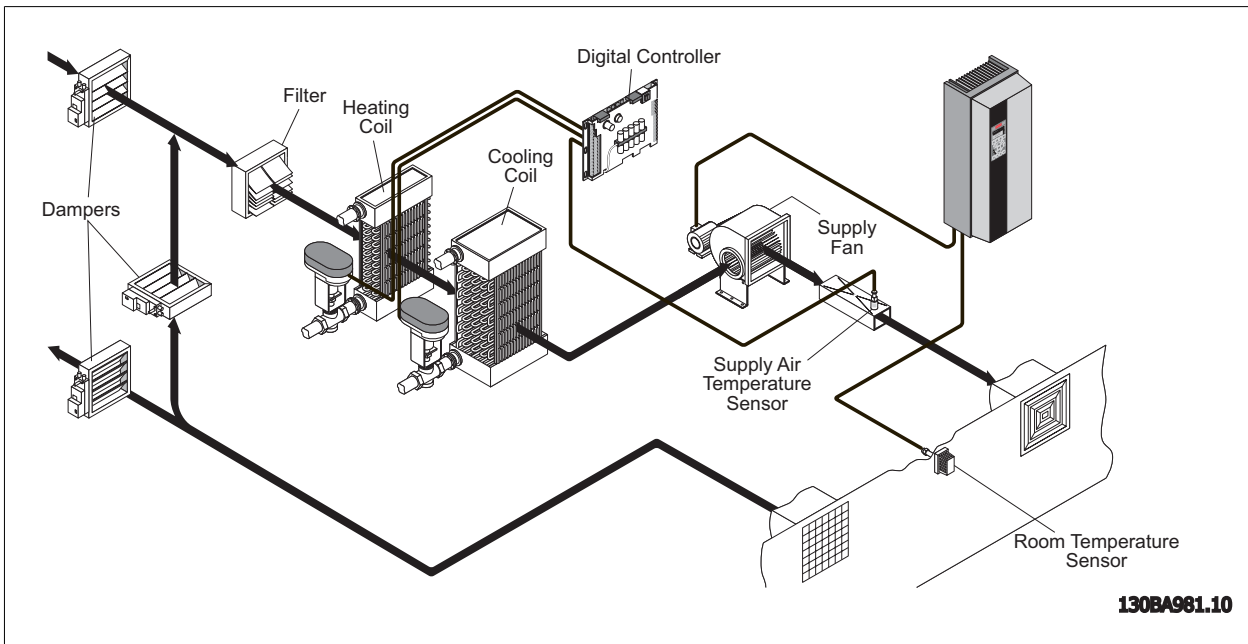 Digital Controller
Filter
Heating
Coil
Cooling
Coil
Dampers
Supply
Fan
Supply Air
Temperature
Sensor
Room Temperature
Sensor
130BA981.10